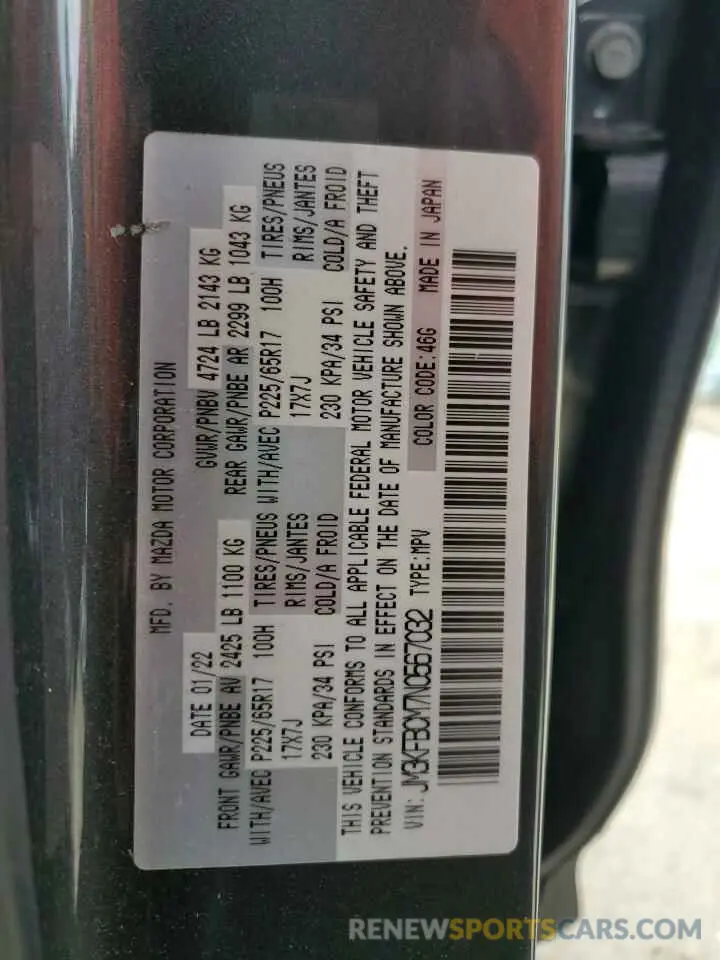 MFD. BY MAZDA MOTOR CORPORATION
DATE 01/22 GVWR/PNBV 4724 LB 2143 KG
FRONT GAWR/PNBE AV 2425 LB 1100 KG REAR GAWR/PNBE AR 2299 LB 1043 KG
WITH/AVEC P225/65R17 100H TIRES/PNEUS WITH/AVEC P225/65R17 100H TIRES/PNEUS
17X7J RIMS/JANTES 17X7J RIMS/JANTES
230 KPA/34 PSI COLD/A FROID 230 KPA/34 PSI COLD/A FROID
THIS VEHICLE CONFORMS TO ALL APPLICABLE FEDERAL MOTOR VEHICLE SAFETY AND THEFT
PREVENTION STANDARDS IN EFFECT ON THE DATE OF MANUFACTURE SHOWN ABOVE.
VIN: JM3KFBCM7N0567032 TYPE:MPV COLOR CODE:46G MADE IN JAPAN
RENEWSPORTSCARS.COM